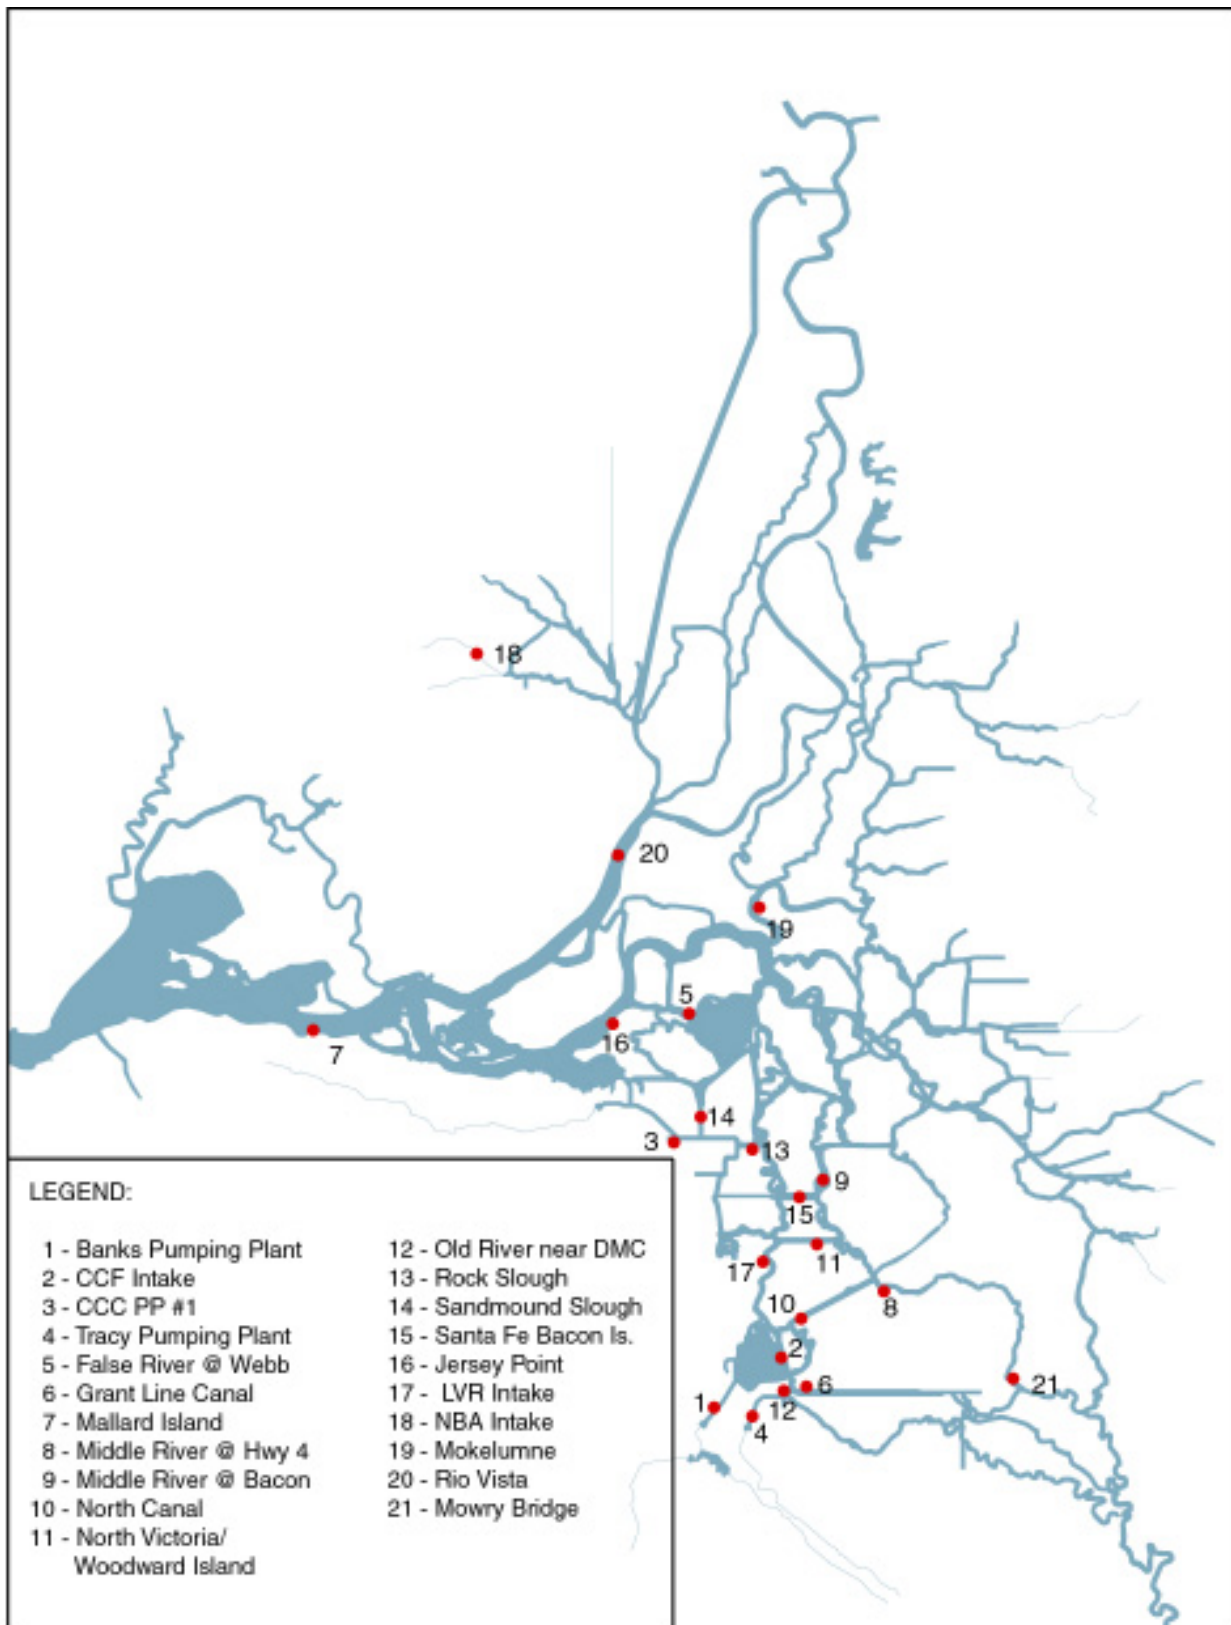 18
20
19
5
16
7
14
3
13
9
15
11
17
8
10
2
6
21
1
12
4
LEGEND:
1 - Banks Pumping Plant
2 - CCF Intake
3 - CCC PP #1
4 - Tracy Pumping Plant
5 - False River @ Webb
6 - Grant Line Canal
7 - Mallard Island
8 - Middle River @ Hwy 4
9 - Middle River @ Bacon
10 - North Canal
11 - North Victoria/
Woodward Island
12 - Old River near DMC
13 - Rock Slough
14 - Sandmound Slough
15 - Santa Fe Bacon Is.
16 - Jersey Point
17 - LVR Intake
18 - NBA Intake
19 - Mokelumne
20 - Rio Vista
21 - Mowry Bridge